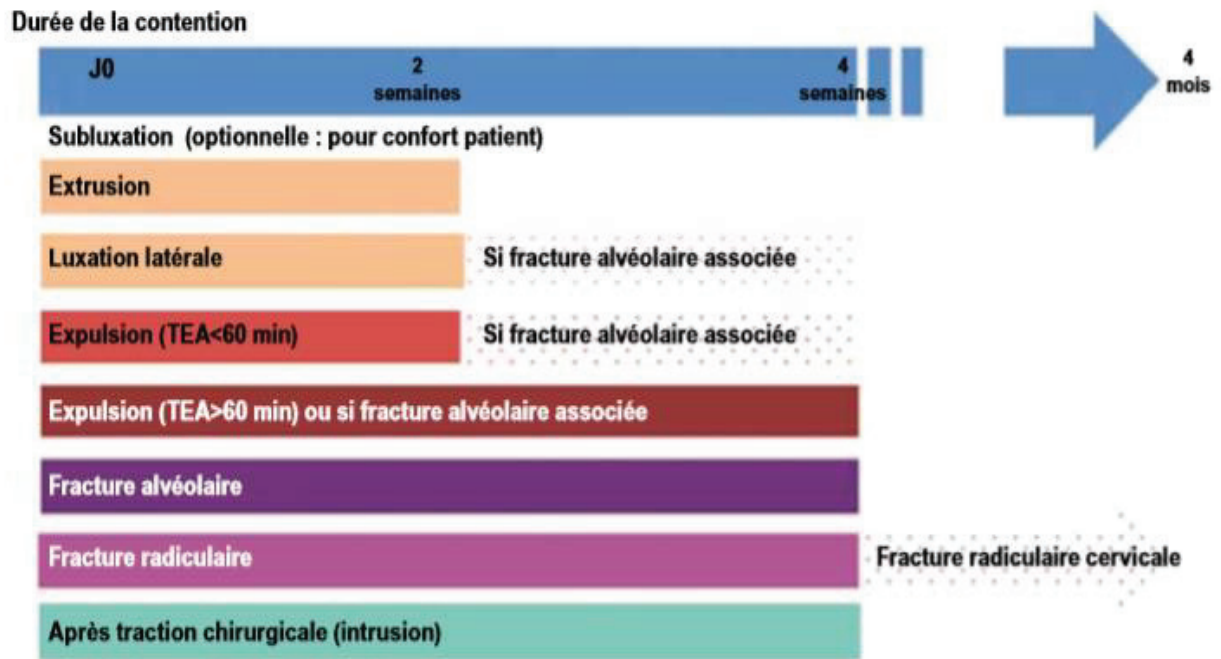 Durée de la contention
J0
2
semaines
4
semaines
4
mois
Subluxation (optionnelle : pour confort patient)
Extrusion
Luxation latérale
Si fracture alvéolaire associée
Expulsion (TEA<60 min)
Si fracture alvéolaire associée
Expulsion (TEA>60 min) ou si fracture alvéolaire associée
Fracture alvéolaire
Fracture radiculaire
Fracture radiculaire cervicale
Après traction chirurgicale (intrusion)